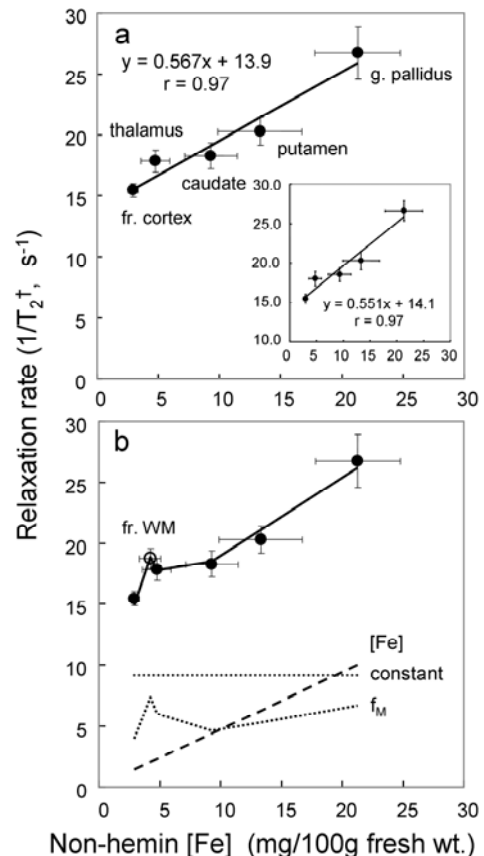 a
y = 0.567x + 13.9
r = 0.97
g. pallidus
thalamus
putamen
caudate
fr. cortex
30
25
20
15
10
5
0
0 5 10 15 20 25 30
30.0
25.0
20.0
15.0
10.0
y = 0.551x + 14.1
r = 0.97
0 5 10 15 20 25 30
Relaxation rate (1/T₂†, s⁻¹)
b
fr. WM
[Fe]
constant
fM
30
25
20
15
10
5
0
0 5 10 15 20 25 30
Non-hemin [Fe] (mg/100g fresh wt.)